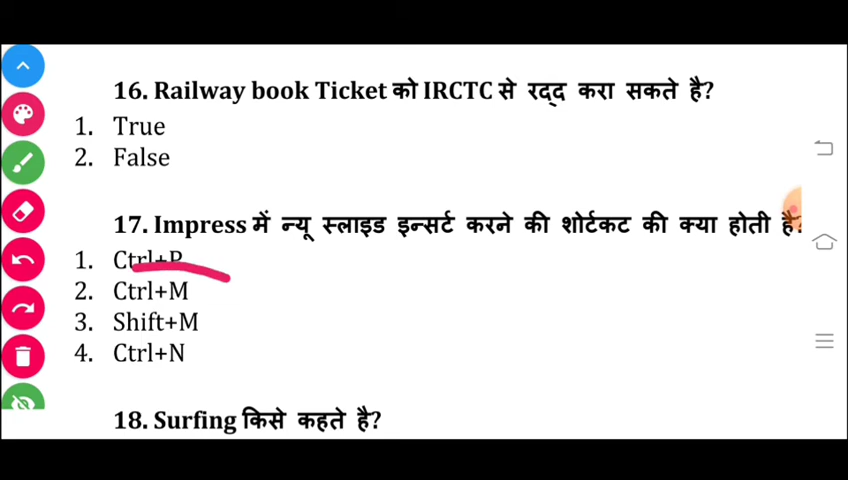 16. Railway book Ticket को IRCTC से रद्द करा सकते है?
1. True
2. False
17. Impress में न्यू स्लाइड इन्सर्ट करने की शोर्टकट की क्या होती है?
1. Ctrl+P
2. Ctrl+M
3. Shift+M
4. Ctrl+N
18. Surfing किसे कहते है?